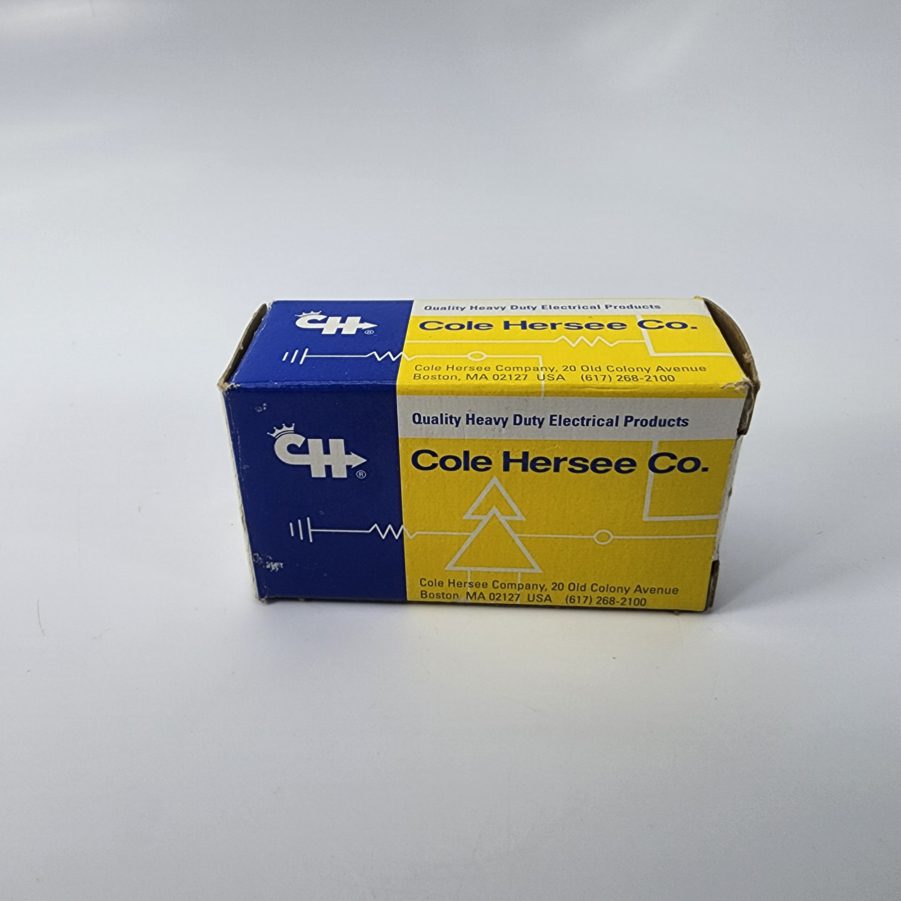 CH®
Quality Heavy Duty Electrical Products
Cole Hersee Co.
Cole Hersee Company, 20 Old Colony Avenue
Boston, MA 02127 USA (617) 268-2100
CH®
Quality Heavy Duty Electrical Products
Cole Hersee Co.
Cole Hersee Company, 20 Old Colony Avenue
Boston, MA 02127 USA (617) 268-2100